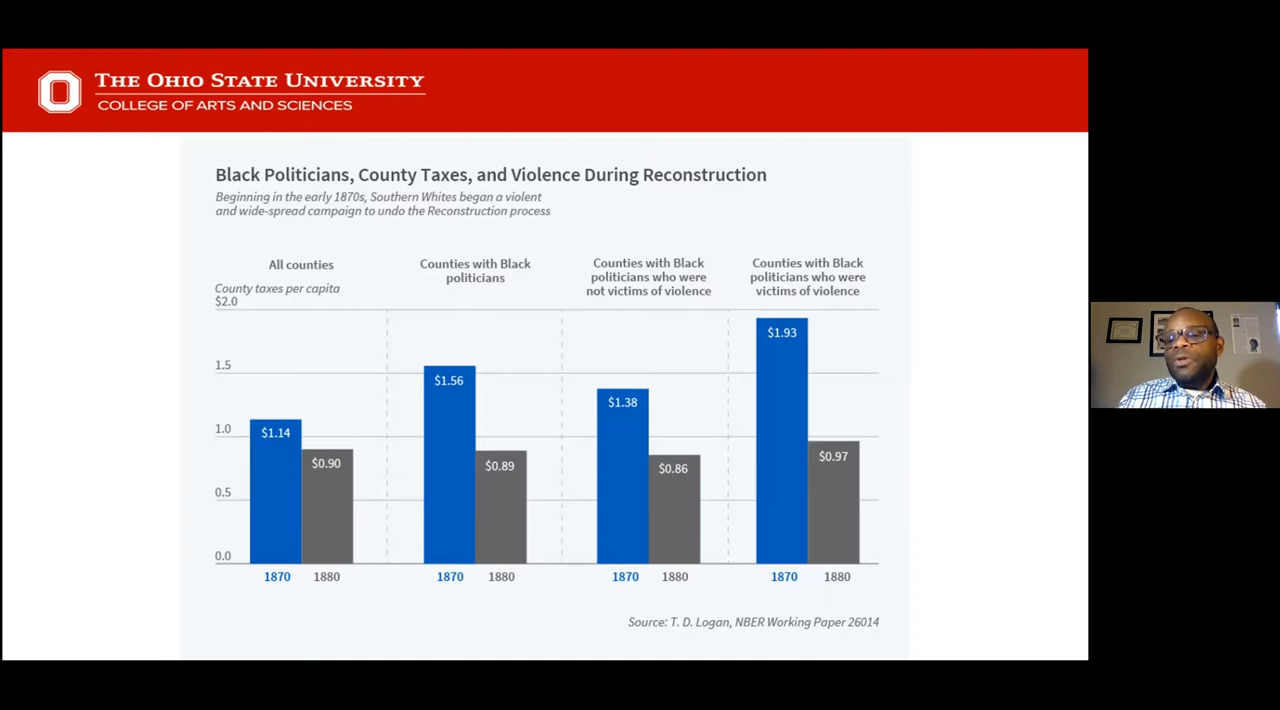 THE OHIO STATE UNIVERSITY
COLLEGE OF ARTS AND SCIENCES
Black Politicians, County Taxes, and Violence During Reconstruction
Beginning in the early 1870s, Southern Whites began a violent
and wide-spread campaign to undo the Reconstruction process
All counties
Counties with Black
politicians
Counties with Black
politicians who were
not victims of violence
Counties with Black
politicians who were
victims of violence
County taxes per capita
$2.0
1.5
1.0
0.5
0.0
$1.14
$0.90
$1.56
$0.89
$1.38
$0.86
$1.93
$0.97
1870 1880
1870 1880
1870 1880
1870 1880
Source: T. D. Logan, NBER Working Paper 26014